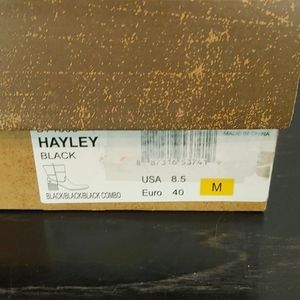 HAYLEY
BLACK
MADE IN CHINA
BLACK/BLACK/BLACK COMBO
USA 8.5
Euro 40
M